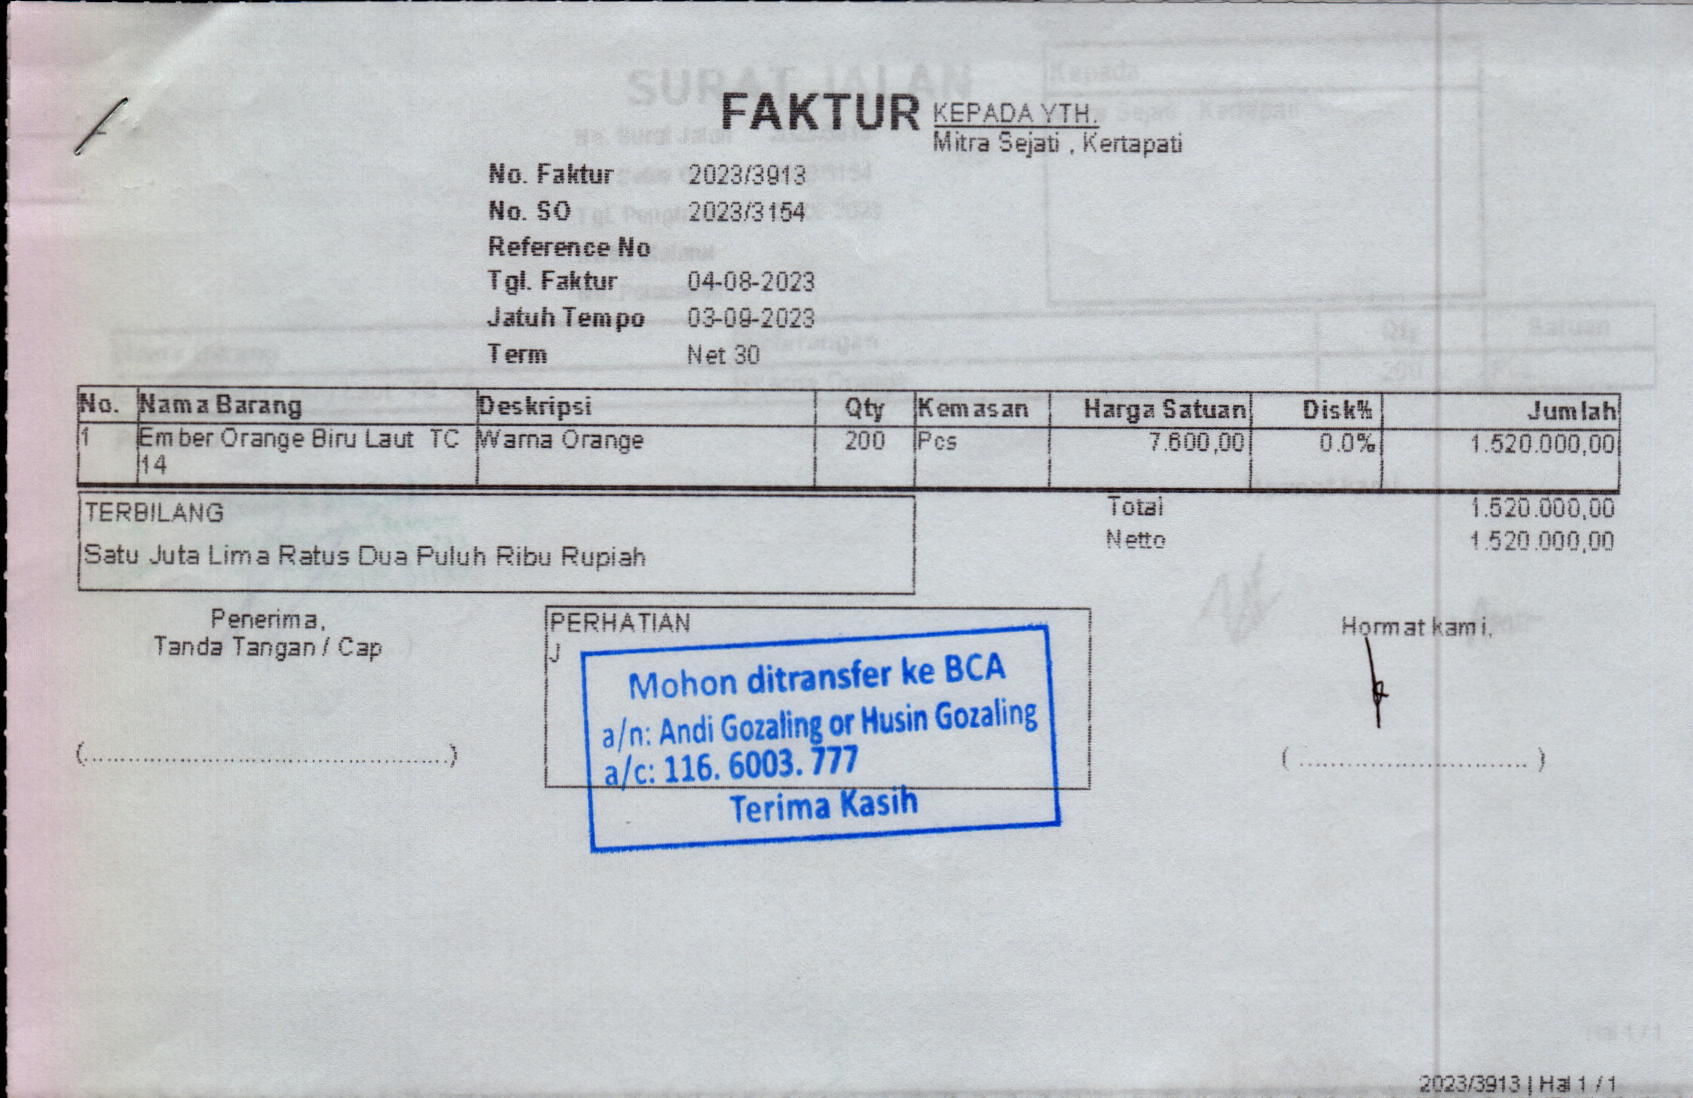 FAKTUR
KEPADA YTH.
Mitra Sejati , Kertapati
No. Faktur 2023/3913
No. SO 2023/3154
Reference No
Tgl. Faktur 04-08-2023
Jatuh Tempo 03-09-2023
Term Net 30
No. Nama Barang Deskripsi Qty Kemasan Harga Satuan Disk% Jumlah
1 Ember Orange Biru Laut TC Warna Orange 200 Pcs 7.600,00 0.0% 1.520.000,00
14
Total 1.520.000,00
TERBILANG
Netto 1.520.000,00
Satu Juta Lima Ratus Dua Puluh Ribu Rupiah
Penerima,
Tanda Tangan / Cap
PERHATIAN
J
Mohon ditransfer ke BCA
a/n: Andi Gozaling or Husin Gozaling
a/c: 116. 6003. 777
Terima Kasih
Hormat kami,
(..............................................)
( ............................. )
2023/3913 | Hal 1 / 1